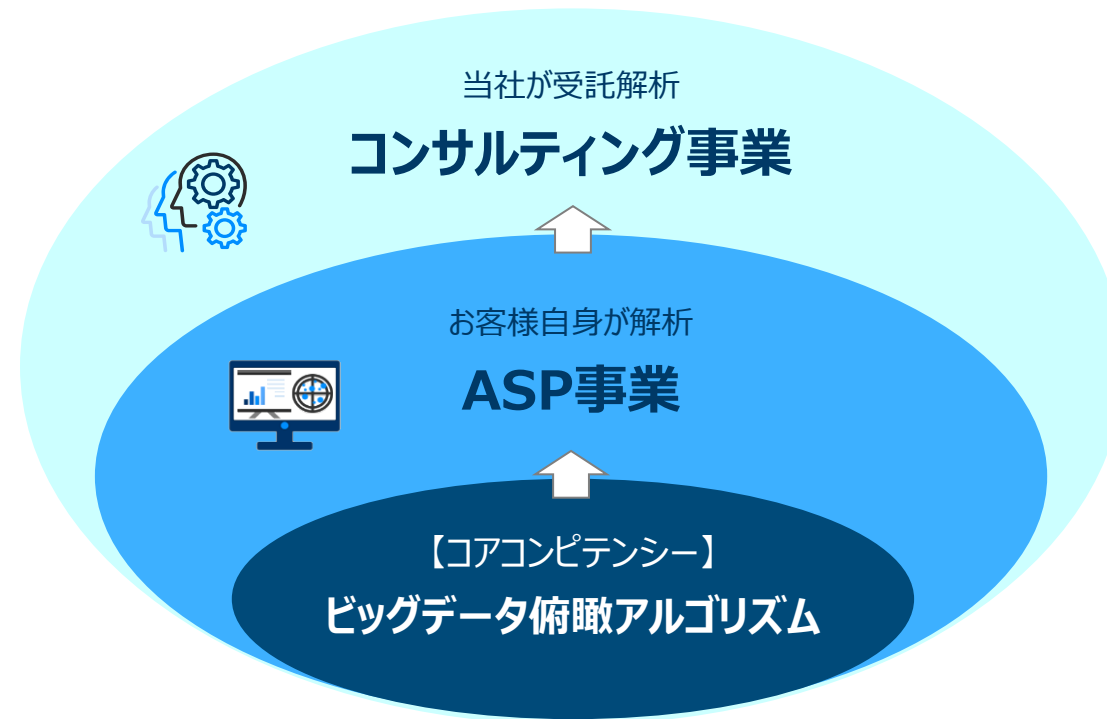 当社が受託解析
コンサルティング事業
お客様自身が解析
ASP事業
【コアコンピテンシー】
ビッグデータ俯瞰アルゴリズム